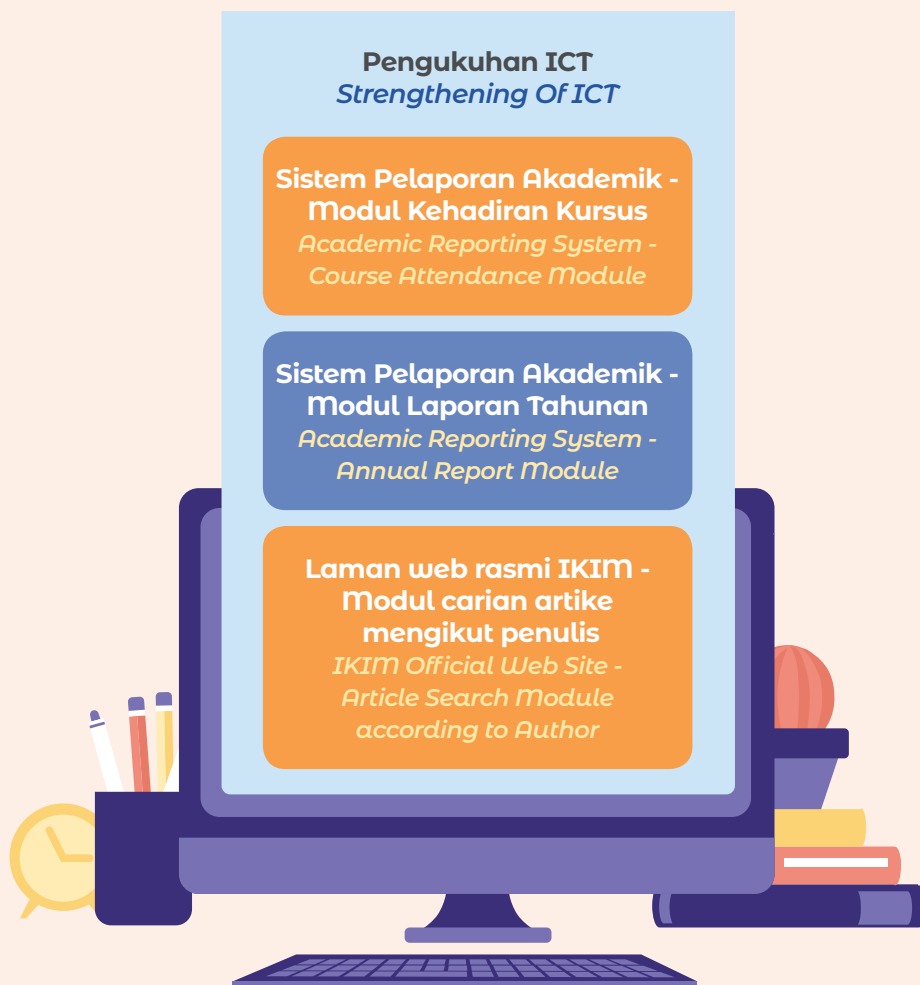 Pengukuhan ICT
Strengthening Of ICT
Sistem Pelaporan Akademik -
Modul Kehadiran Kursus
Academic Reporting System -
Course Attendance Module
Sistem Pelaporan Akademik -
Modul Laporan Tahunan
Academic Reporting System -
Annual Report Module
Laman web rasmi IKIM -
Modul carian artike
mengikut penulis
IKIM Official Web Site -
Article Search Module
according to Author